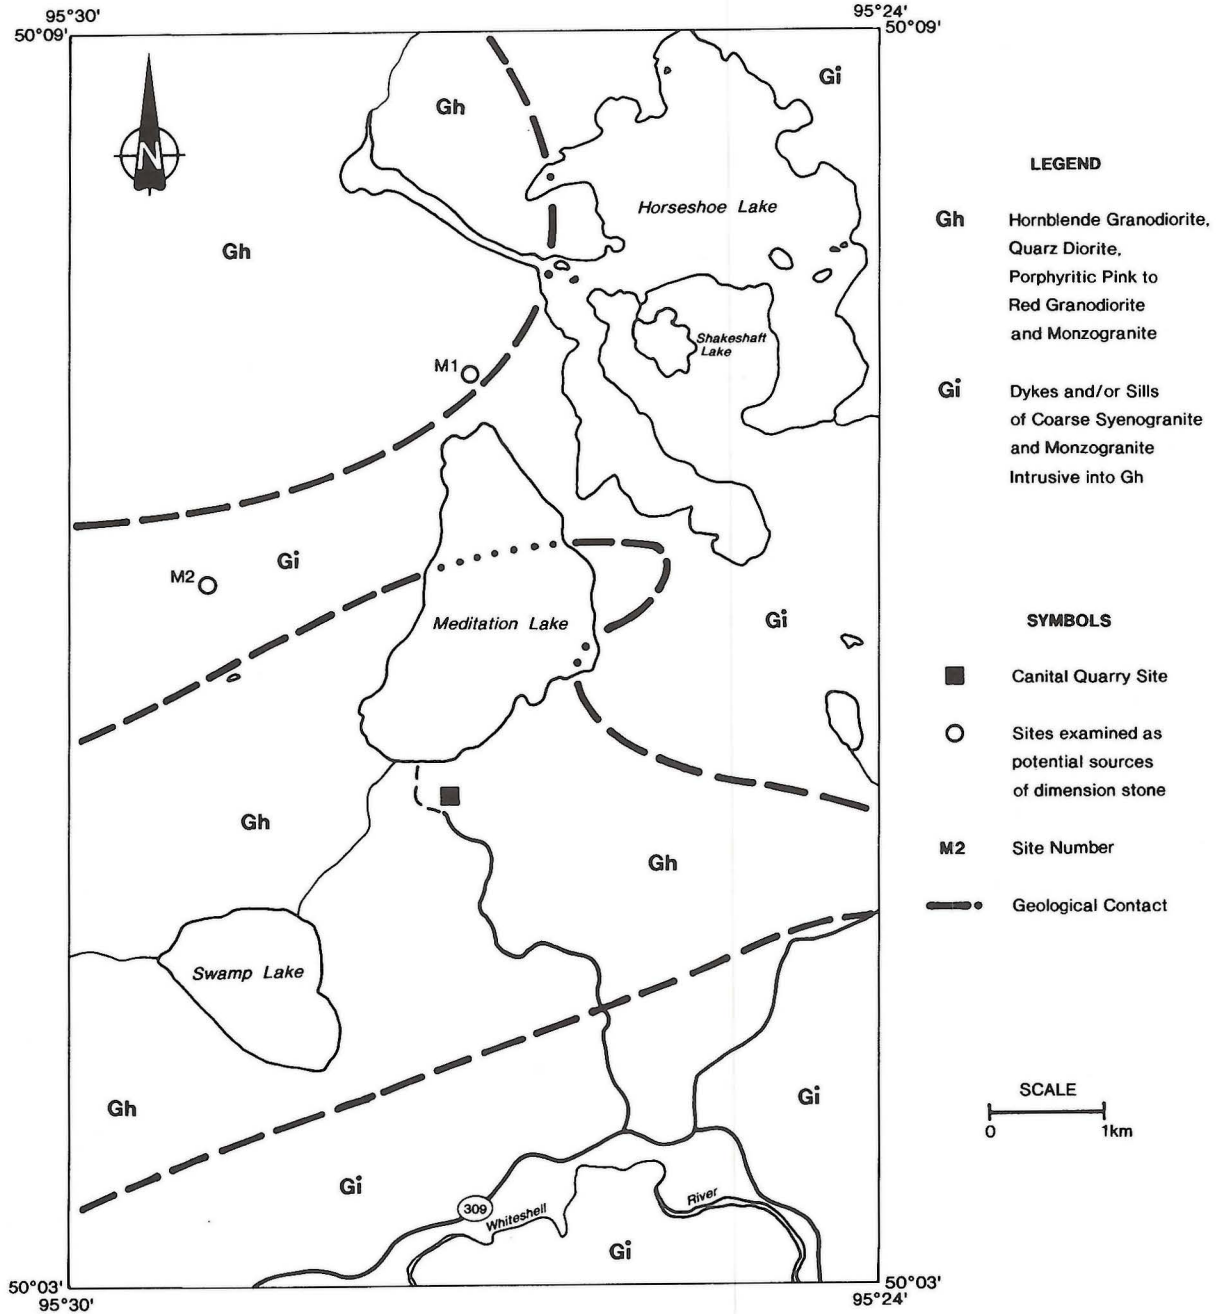 95°30'
95°24'
50°09'
50°09'
Gi
Gh
N
Horseshoe Lake
Gh
Shakeshaft
Lake
M1
Gi
M2
Meditation Lake
Gi
Gh
Gh
Swamp Lake
Gi
Gh
Gi
309
Whiteshell
River
Gi
50°03'
50°03'
95°30'
95°24'
LEGEND
Gh Hornblende Granodiorite,
Quarz Diorite,
Porphyritic Pink to
Red Granodiorite
and Monzogranite
Gi Dykes and/or Sills
of Coarse Syenogranite
and Monzogranite
Intrusive into Gh
SYMBOLS
Canital Quarry Site
Sites examined as
potential sources
of dimension stone
M2 Site Number
Geological Contact
SCALE
0 1km